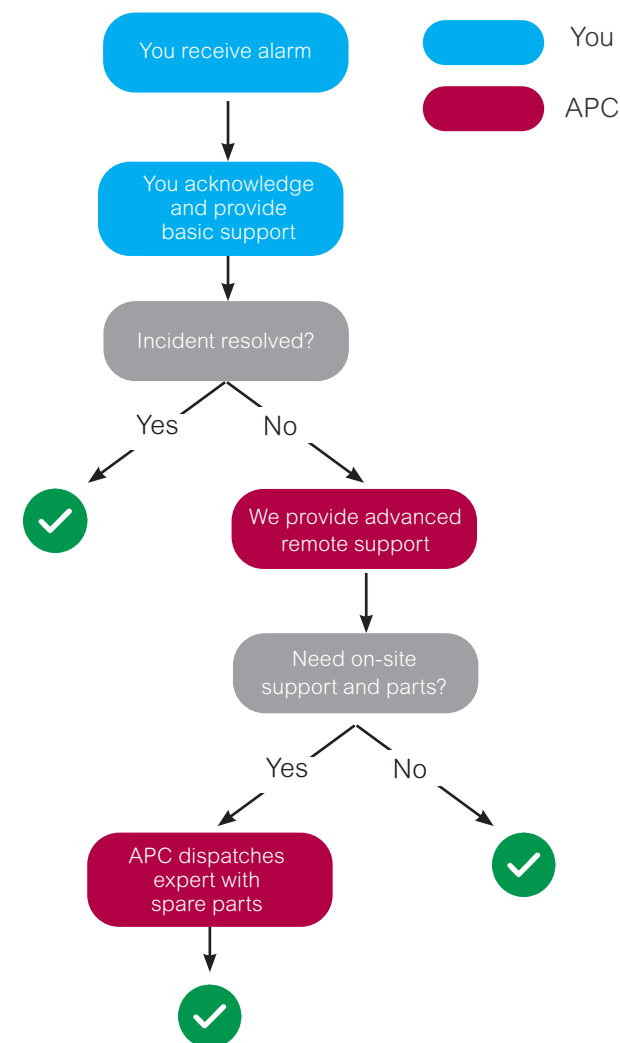 You receive alarm
You
APC
You acknowledge
and provide
basic support
Incident resolved?
Yes
No
We provide advanced
remote support
Need on-site
support and parts?
Yes
No
APC dispatches
expert with
spare parts